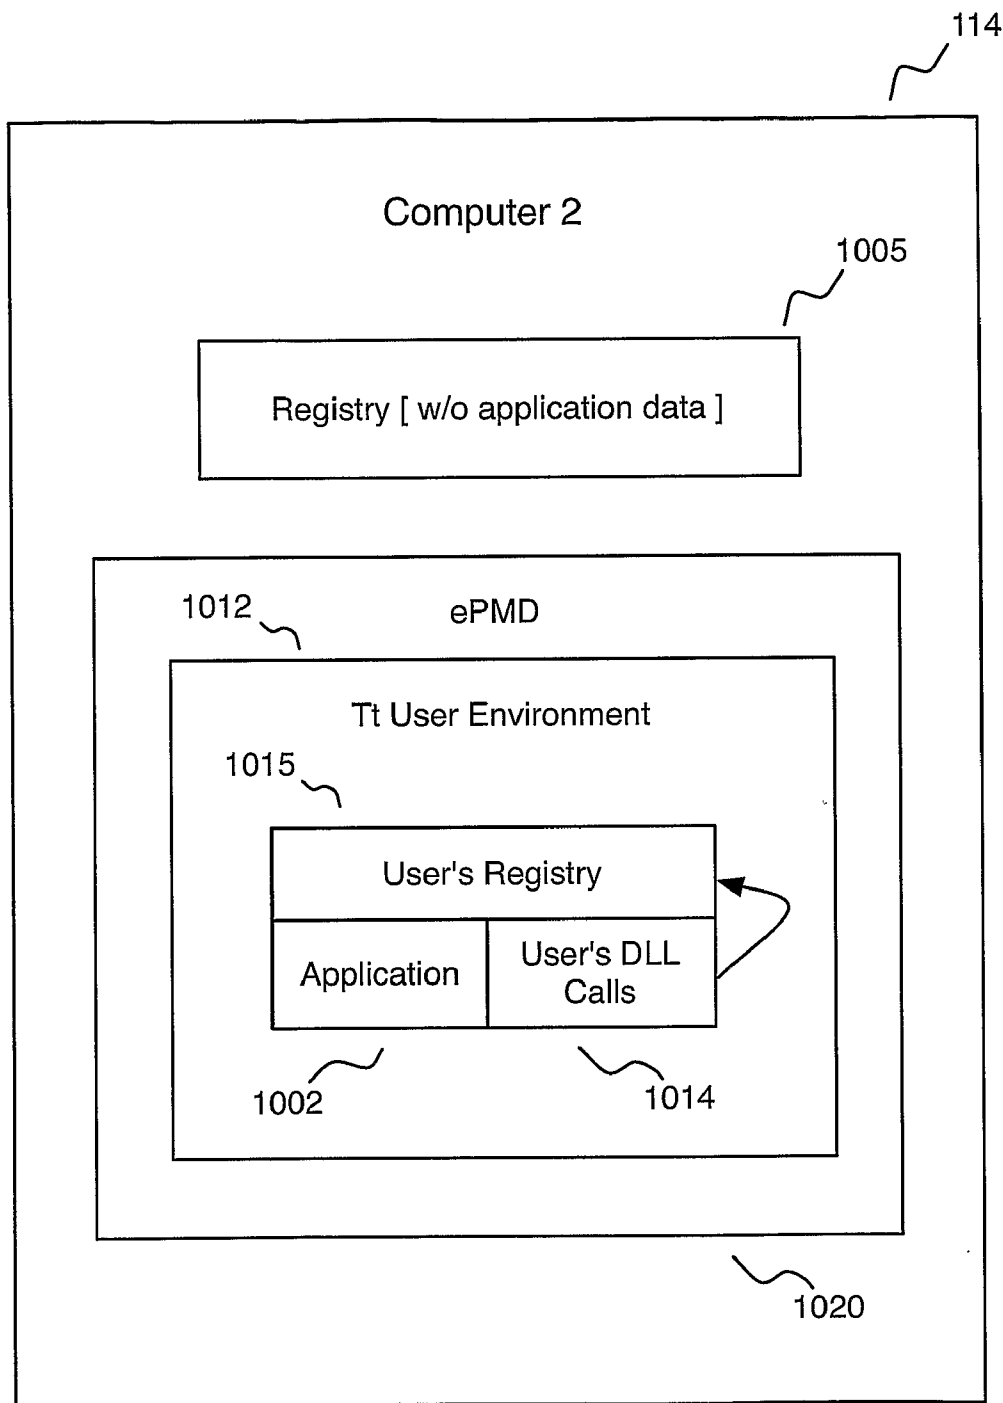 114
Computer 2
1005
Registry [ w/o application data ]
ePMD
1012
Tt User Environment
1015
User's Registry
Application
User's DLL
Calls
1002
1014
1020